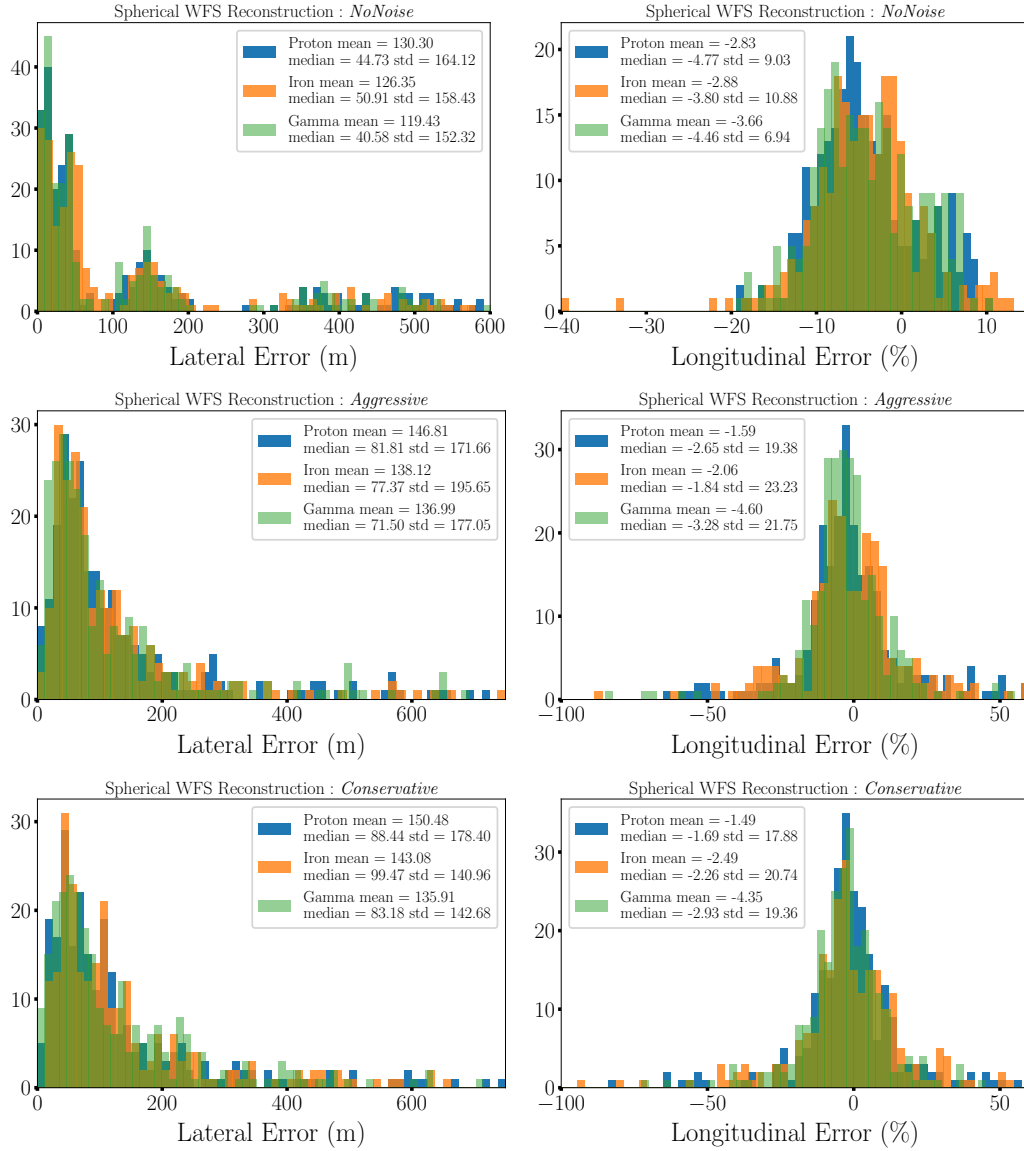 Spherical WFS Reconstruction : NoNoise
Proton mean = 130.30
median = 44.73 std = 164.12
Iron mean = 126.35
median = 50.91 std = 158.43
Gamma mean = 119.43
median = 40.58 std = 152.32
40
30
20
10
0
0 100 200 300 400 500 600
Lateral Error (m)
Spherical WFS Reconstruction : NoNoise
Proton mean = -2.83
median = -4.77 std = 9.03
Iron mean = -2.88
median = -3.80 std = 10.88
Gamma mean = -3.66
median = -4.46 std = 6.94
20
15
10
5
0
−40 −30 −20 −10 0 10
Longitudinal Error (%)
Spherical WFS Reconstruction : Aggressive
Proton mean = 146.81
median = 81.81 std = 171.66
Iron mean = 138.12
median = 77.37 std = 195.65
Gamma mean = 136.99
median = 71.50 std = 177.05
30
20
10
0
0 200 400 600
Lateral Error (m)
Spherical WFS Reconstruction : Aggressive
Proton mean = -1.59
median = -2.65 std = 19.38
Iron mean = -2.06
median = -1.84 std = 23.23
Gamma mean = -4.60
median = -3.28 std = 21.75
30
20
10
0
−100 −50 0 50
Longitudinal Error (%)
Spherical WFS Reconstruction : Conservative
Proton mean = 150.48
median = 88.44 std = 178.40
Iron mean = 143.08
median = 99.47 std = 140.96
Gamma mean = 135.91
median = 83.18 std = 142.68
30
20
10
0
0 200 400 600
Lateral Error (m)
Spherical WFS Reconstruction : Conservative
Proton mean = -1.49
median = -1.69 std = 17.88
Iron mean = -2.49
median = -2.26 std = 20.74
Gamma mean = -4.35
median = -2.93 std = 19.36
30
20
10
0
−100 −50 0 50
Longitudinal Error (%)